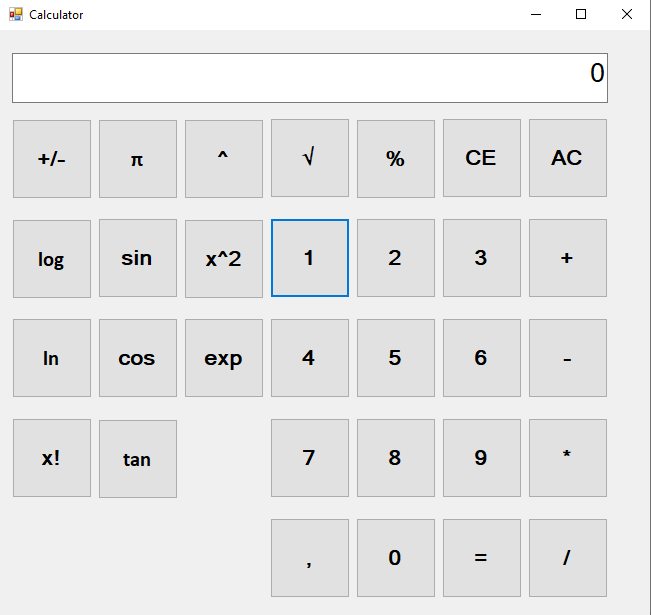 Calculator
0
+/- π ^ √ % CE AC
log sin x^2 1 2 3 +
ln cos exp 4 5 6 -
x! tan 7 8 9 *
, 0 = /